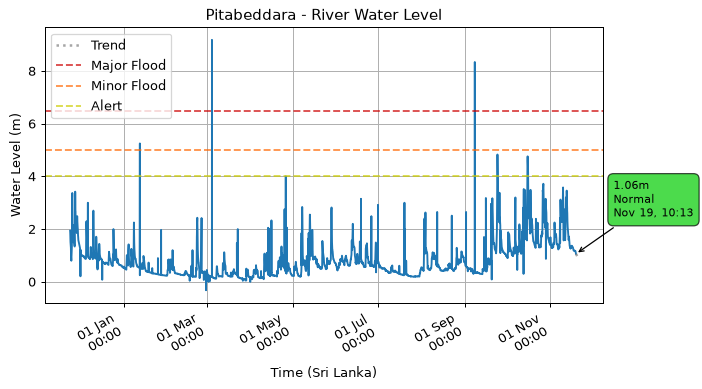 Pitabeddara - River Water Level
Trend
Major Flood
Minor Flood
Alert
Water Level (m)
8
6
4
2
0
1.06m
Normal
Nov 19, 10:13
01 Jan
00:00
01 Mar
00:00
01 May
00:00
01 Jul
00:00
01 Sep
00:00
01 Nov
00:00
Time (Sri Lanka)